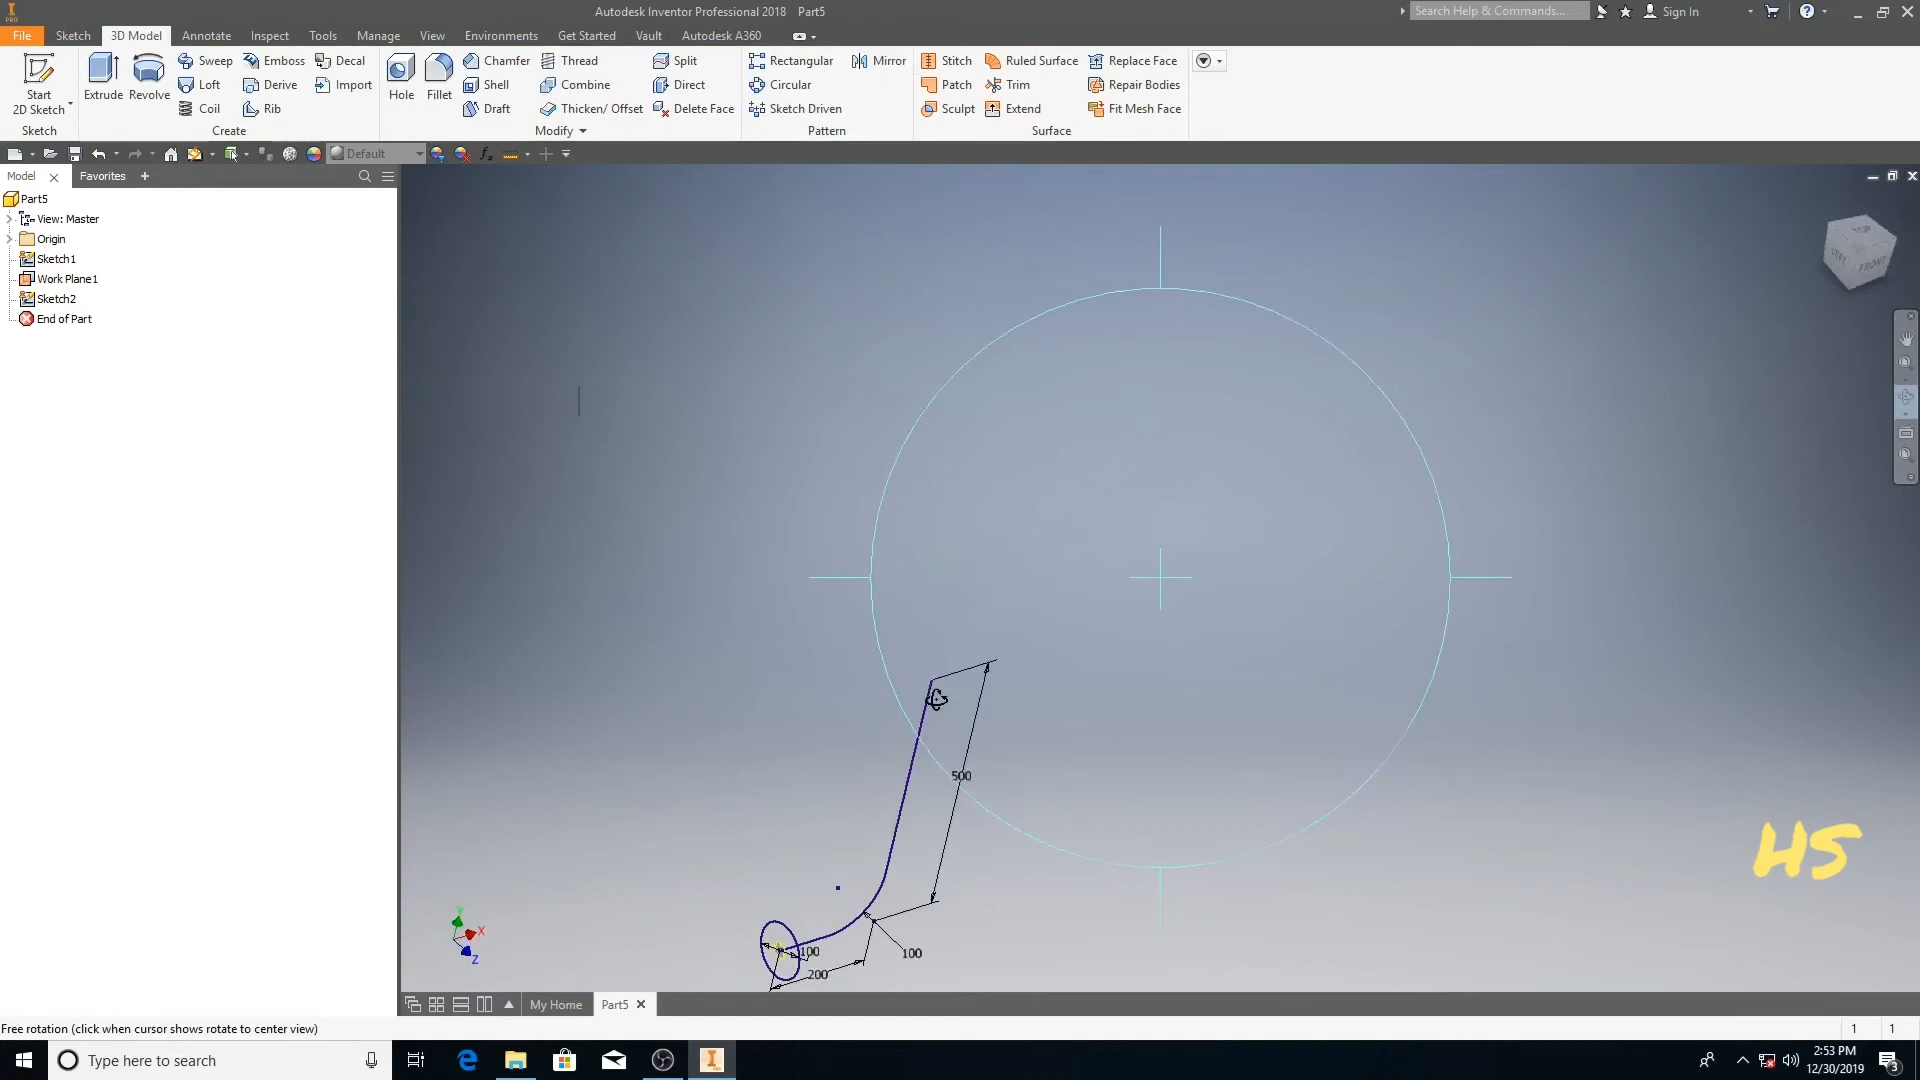 Autodesk Inventor Professional 2018 Part5
Search Help & Commands...
Sign In
File Sketch 3D Model Annotate Inspect Tools Manage View Environments Get Started Vault Autodesk A360
Start
2D Sketch
Extrude
Revolve
Sweep
Loft
Coil
Emboss
Derive
Rib
Decal
Import
Hole
Fillet
Chamfer
Shell
Draft
Thread
Combine
Thicken/ Offset
Split
Direct
Delete Face
Rectangular
Circular
Sketch Driven
Mirror
Stitch
Patch
Sculpt
Ruled Surface
Trim
Extend
Replace Face
Repair Bodies
Fit Mesh Face
Sketch Create Modify Pattern Surface
Default
Model Favorites
Part5
View: Master
Origin
Sketch1
Work Plane1
Sketch2
End of Part
TOP
LEFT
FRONT
500
100
100
200
Y
X
Z
HS
My Home Part5
Free rotation (click when cursor shows rotate to center view)
1 1
Type here to search
2:53 PM
12/30/2019
3